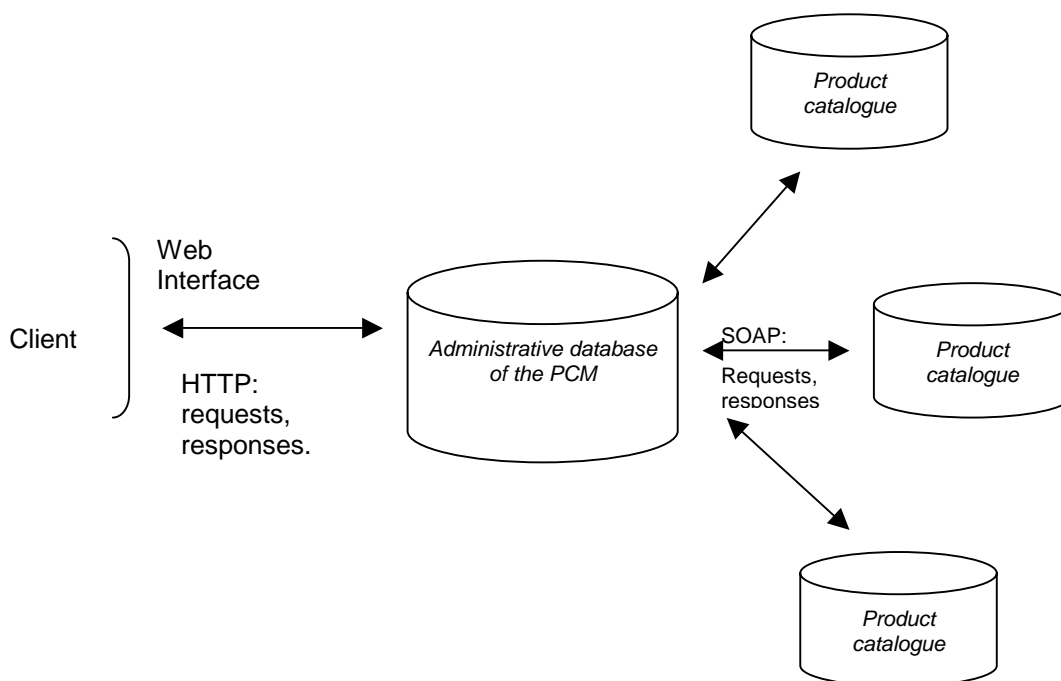 Product
catalogue
Web
Interface
Client
HTTP:
requests,
responses.
Administrative database
of the PCM
SOAP:
Requests,
responses
Product
catalogue
Product
catalogue